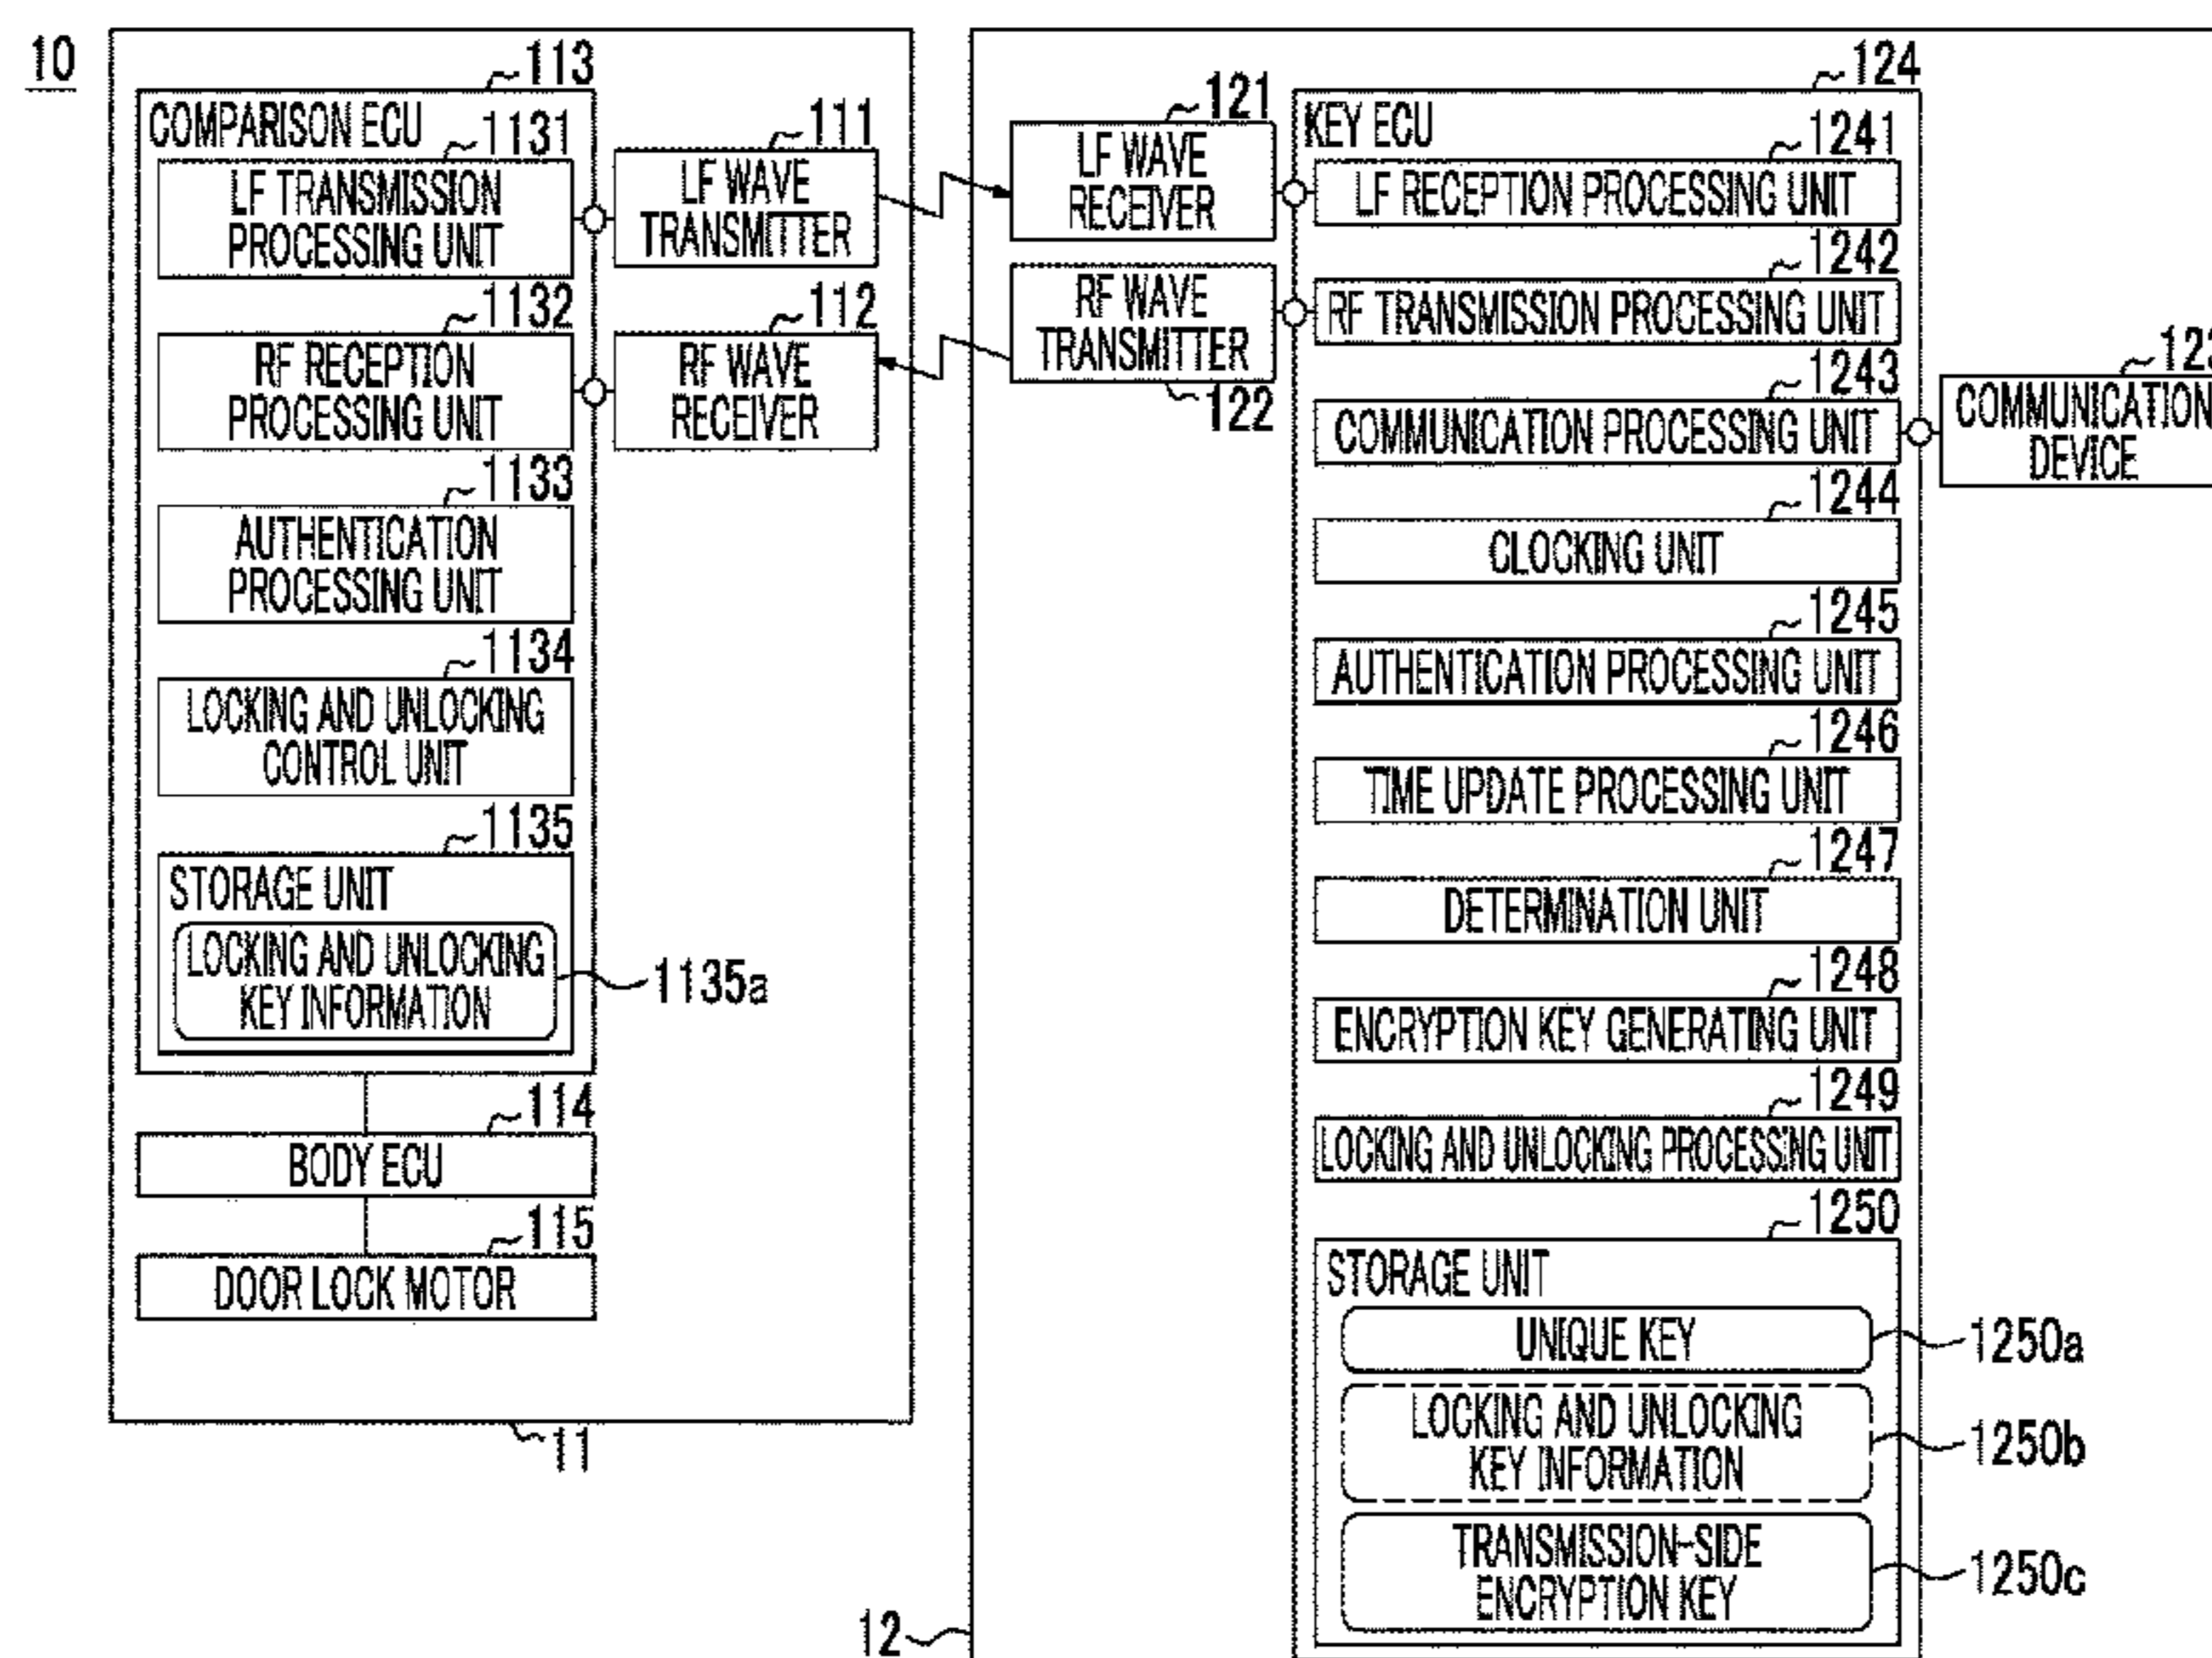 10
113
COMPARISON ECU
1131
LF TRANSMISSION
PROCESSING UNIT
1132
RF RECEPTION
PROCESSING UNIT
1133
AUTHENTICATION
PROCESSING UNIT
1134
LOCKING AND UNLOCKING
CONTROL UNIT
1135
STORAGE UNIT
LOCKING AND UNLOCKING
KEY INFORMATION
1135a
114
BODY ECU
115
DOOR LOCK MOTOR
11
111
LF WAVE
TRANSMITTER
112
RF WAVE
RECEIVER
121
LF WAVE
RECEIVER
RF WAVE
TRANSMITTER
122
124
KEY ECU
1241
LF RECEPTION PROCESSING UNIT
1242
RF TRANSMISSION PROCESSING UNIT
1243
COMMUNICATION PROCESSING UNIT
1244
CLOCKING UNIT
1245
AUTHENTICATION PROCESSING UNIT
1246
TIME UPDATE PROCESSING UNIT
1247
DETERMINATION UNIT
1248
ENCRYPTION KEY GENERATING UNIT
1249
LOCKING AND UNLOCKING PROCESSING UNIT
1250
STORAGE UNIT
UNIQUE KEY
1250a
LOCKING AND UNLOCKING
KEY INFORMATION
1250b
TRANSMISSION-SIDE
ENCRYPTION KEY
1250c
123
COMMUNICATION
DEVICE
12